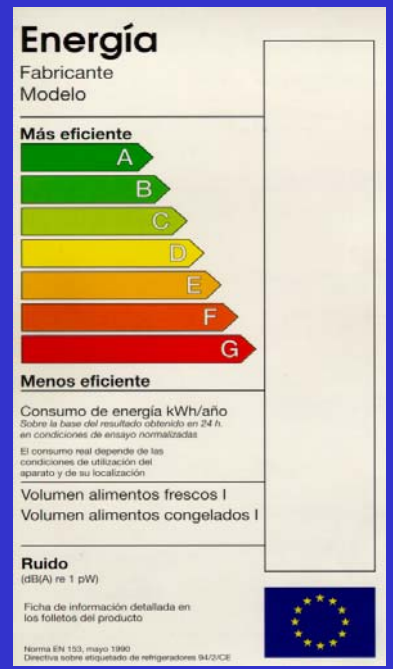 Energía
Fabricante
Modelo
Más eficiente
A
B
C
D
E
F
G
Menos eficiente
Consumo de energía kWh/año
Sobre la base del resultado obtenido en 24 h.
en condiciones de ensayo normalizadas
El consumo real depende de las
condiciones de utilización del
aparato y de su localización
Volumen alimentos frescos l
Volumen alimentos congelados l
Ruido
(dB(A) re 1 pW)
Ficha de información detallada en
los folletos del producto
Norma EN 153, mayo 1990
Directiva sobre etiquetado de refrigeradores 94/2/CE